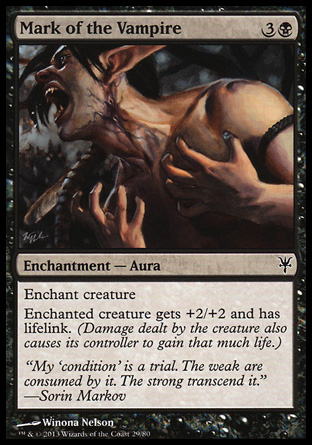 Mark of the Vampire 3
Enchantment — Aura
Enchant creature
Enchanted creature gets +2/+2 and has
lifelink. (Damage dealt by the creature also
causes its controller to gain that much life.)
"My 'condition' is a trial. The weak are
consumed by it. The strong transcend it."
—Sorin Markov
Winona Nelson
™ & © 2013 Wizards of the Coast 29/80